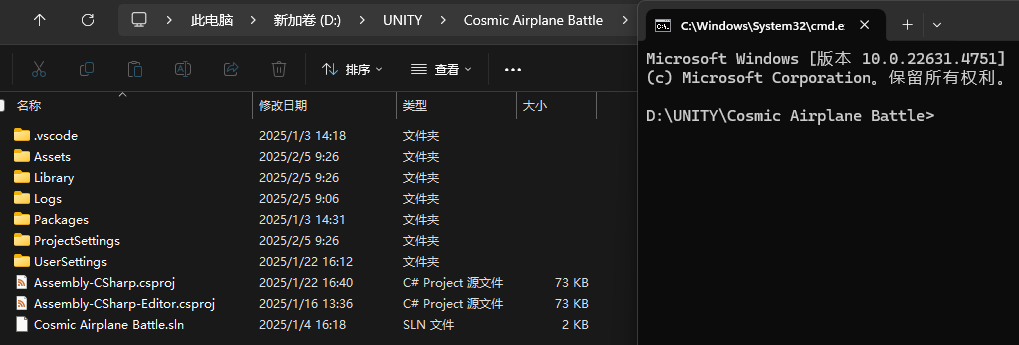 此电脑 > 新加卷 (D:) > UNITY > Cosmic Airplane Battle >
排序 查看 •••
名称 修改日期 类型 大小
.vscode 2025/1/3 14:18 文件夹
Assets 2025/2/5 9:26 文件夹
Library 2025/2/5 9:26 文件夹
Logs 2025/2/5 9:06 文件夹
Packages 2025/1/3 14:31 文件夹
ProjectSettings 2025/2/5 9:26 文件夹
UserSettings 2025/1/22 16:12 文件夹
Assembly-CSharp.csproj 2025/1/22 16:40 C# Project 源文件 73 KB
Assembly-CSharp-Editor.csproj 2025/1/16 13:36 C# Project 源文件 73 KB
Cosmic Airplane Battle.sln 2025/1/4 16:18 SLN 文件 2 KB
C:\Windows\System32\cmd.e
Microsoft Windows [版本 10.0.22631.4751]
(c) Microsoft Corporation。保留所有权利。
D:\UNITY\Cosmic Airplane Battle>